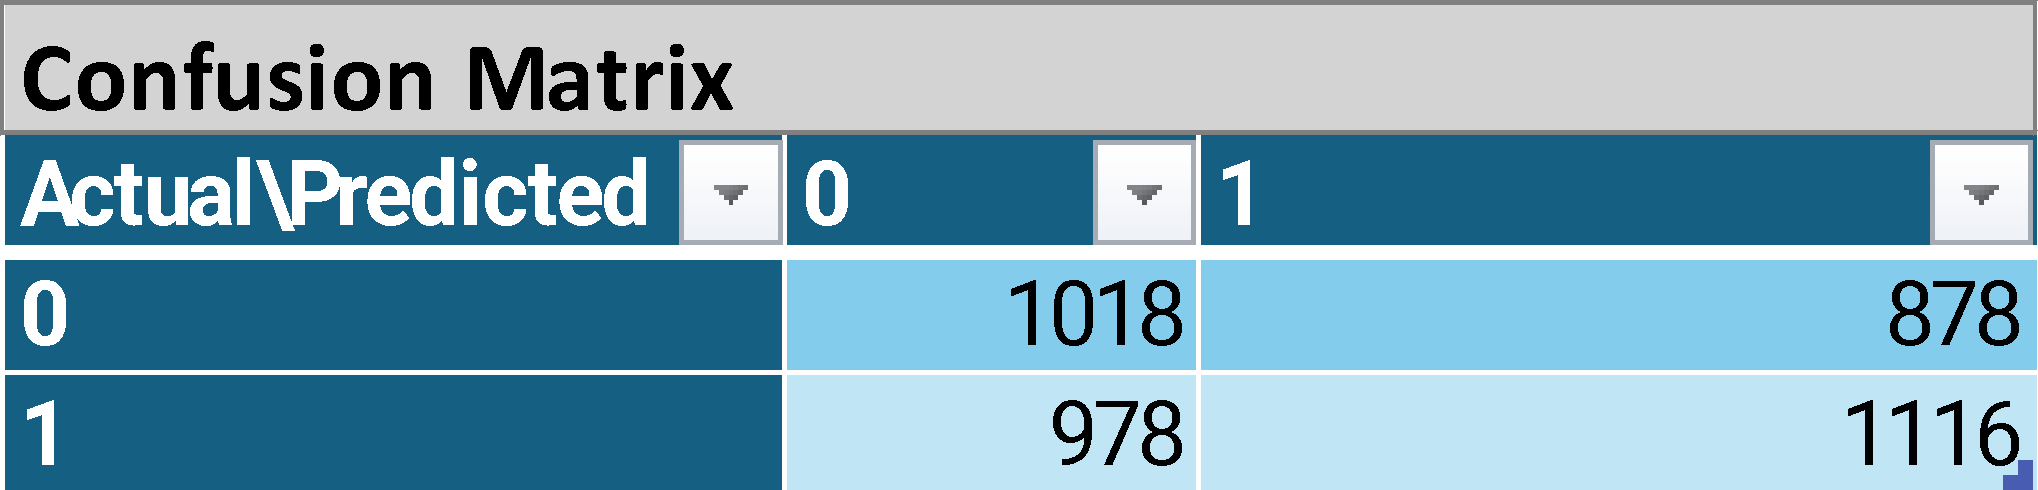 Confusion Matrix
Actual\Predicted 0 1
0 1018 878
1 978 1116